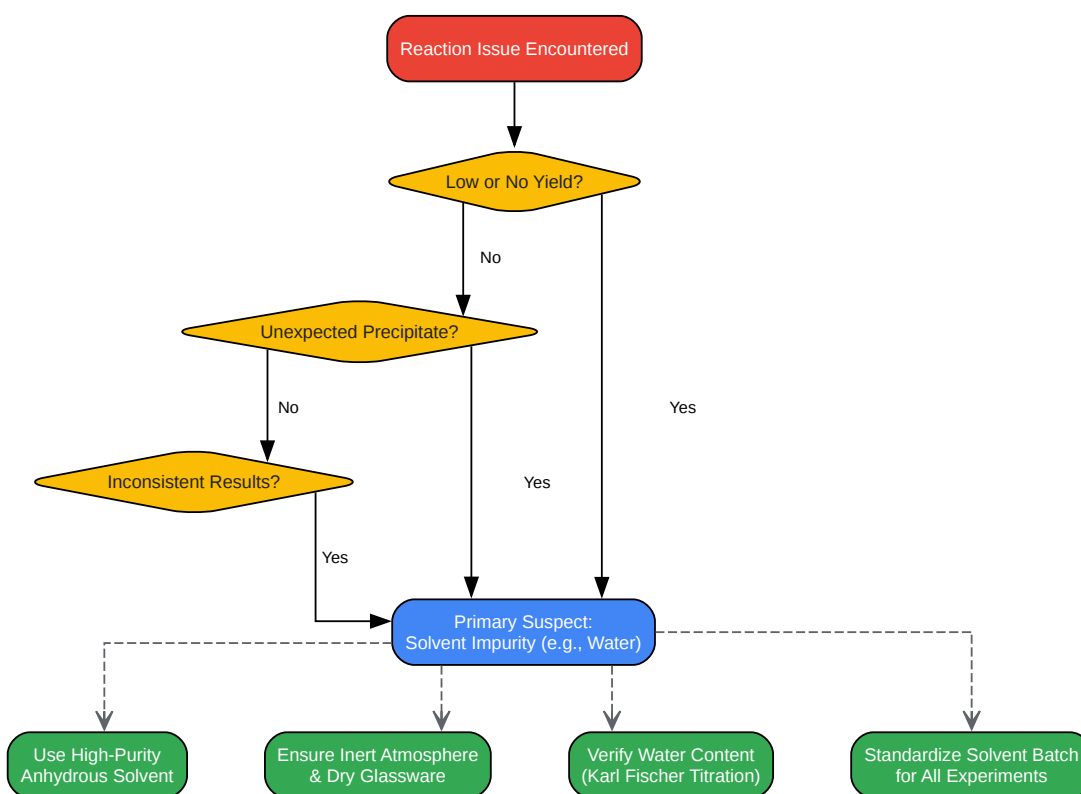 Reaction Issue Encountered
Low or No Yield?
No
Unexpected Precipitate?
No
Yes
Inconsistent Results?
Yes
Yes
Primary Suspect:
Solvent Impurity (e.g., Water)
Use High-Purity
Anhydrous Solvent
Ensure Inert Atmosphere
& Dry Glassware
Verify Water Content
(Karl Fischer Titration)
Standardize Solvent Batch
for All Experiments